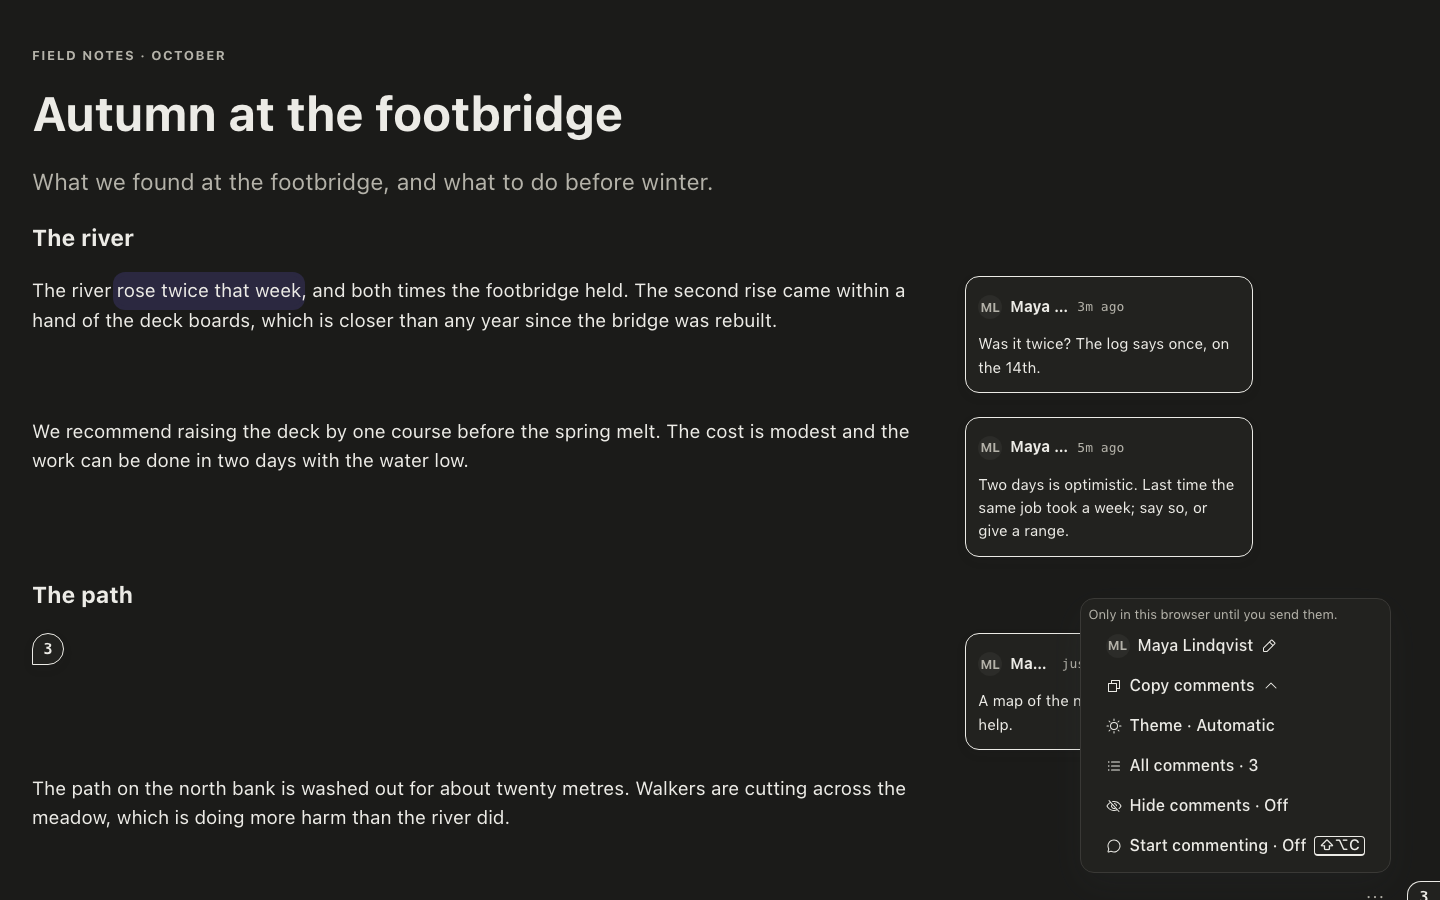 FIELD NOTES · OCTOBER
Autumn at the footbridge
What we found at the footbridge, and what to do before winter.
The river
The river rose twice that week, and both times the footbridge held. The second rise came within a
hand of the deck boards, which is closer than any year since the bridge was rebuilt.
ML Maya ... 3m ago
Was it twice? The log says once, on
the 14th.
We recommend raising the deck by one course before the spring melt. The cost is modest and the
work can be done in two days with the water low.
ML Maya ... 5m ago
Two days is optimistic. Last time the
same job took a week; say so, or
give a range.
The path
3
ML Ma...
A map of the
help.
Only in this browser until you send them.
ML Maya Lindqvist
Copy comments
Theme · Automatic
All comments · 3
Hide comments · Off
Start commenting · Off ⇧⌥C
The path on the north bank is washed out for about twenty metres. Walkers are cutting across the
meadow, which is doing more harm than the river did.
... 3